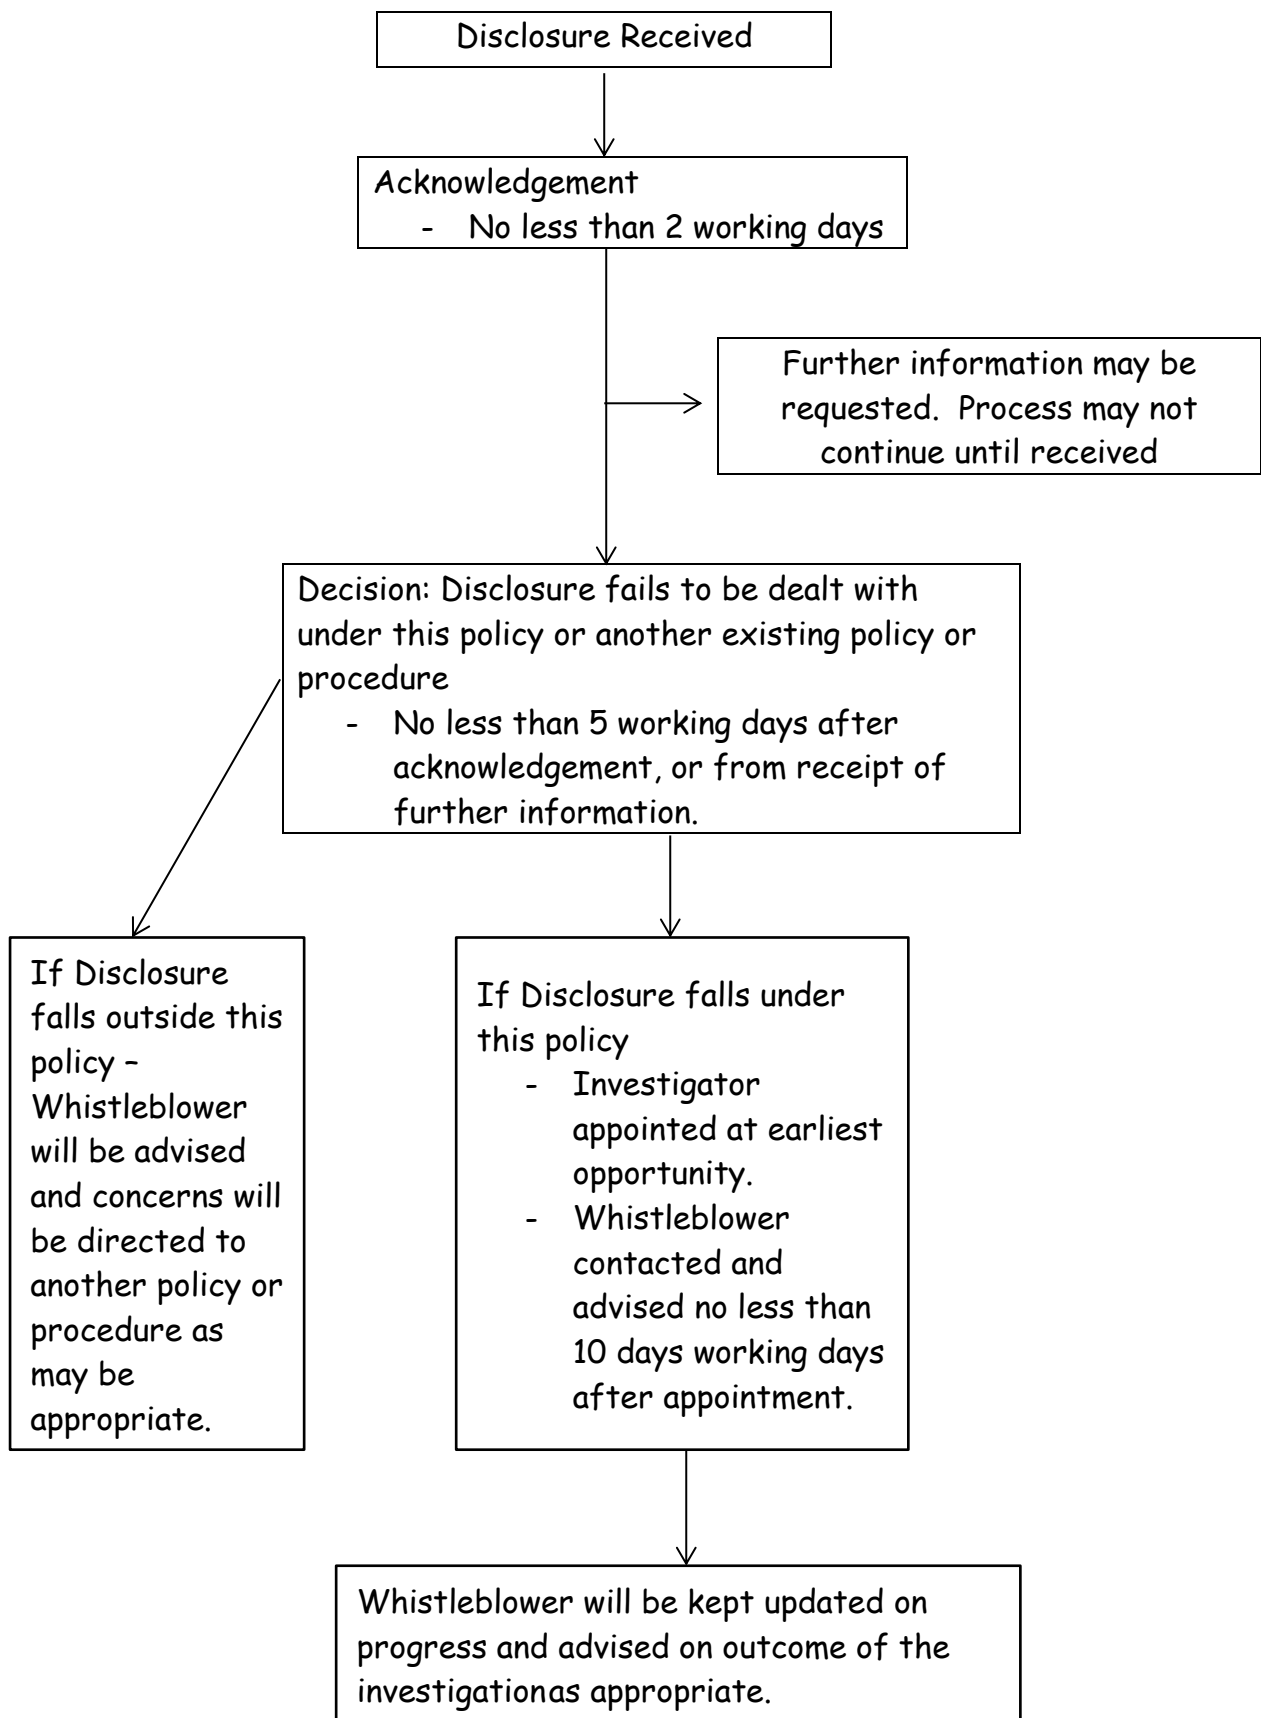 Disclosure Received
Acknowledgement
- No less than 2 working days
Further information may be
requested.  Process may not
continue until received
Decision: Disclosure fails to be dealt with
under this policy or another existing policy or
procedure
- No less than 5 working days after
acknowledgement, or from receipt of
further information.
If Disclosure
falls outside this
policy –
Whistleblower
will be advised
and concerns will
be directed to
another policy or
procedure as
may be
appropriate.
If Disclosure falls under
this policy
- Investigator
appointed at earliest
opportunity.
- Whistleblower
contacted and
advised no less than
10 days working days
after appointment.
Whistleblower will be kept updated on
progress and advised on outcome of the
investigationas appropriate.